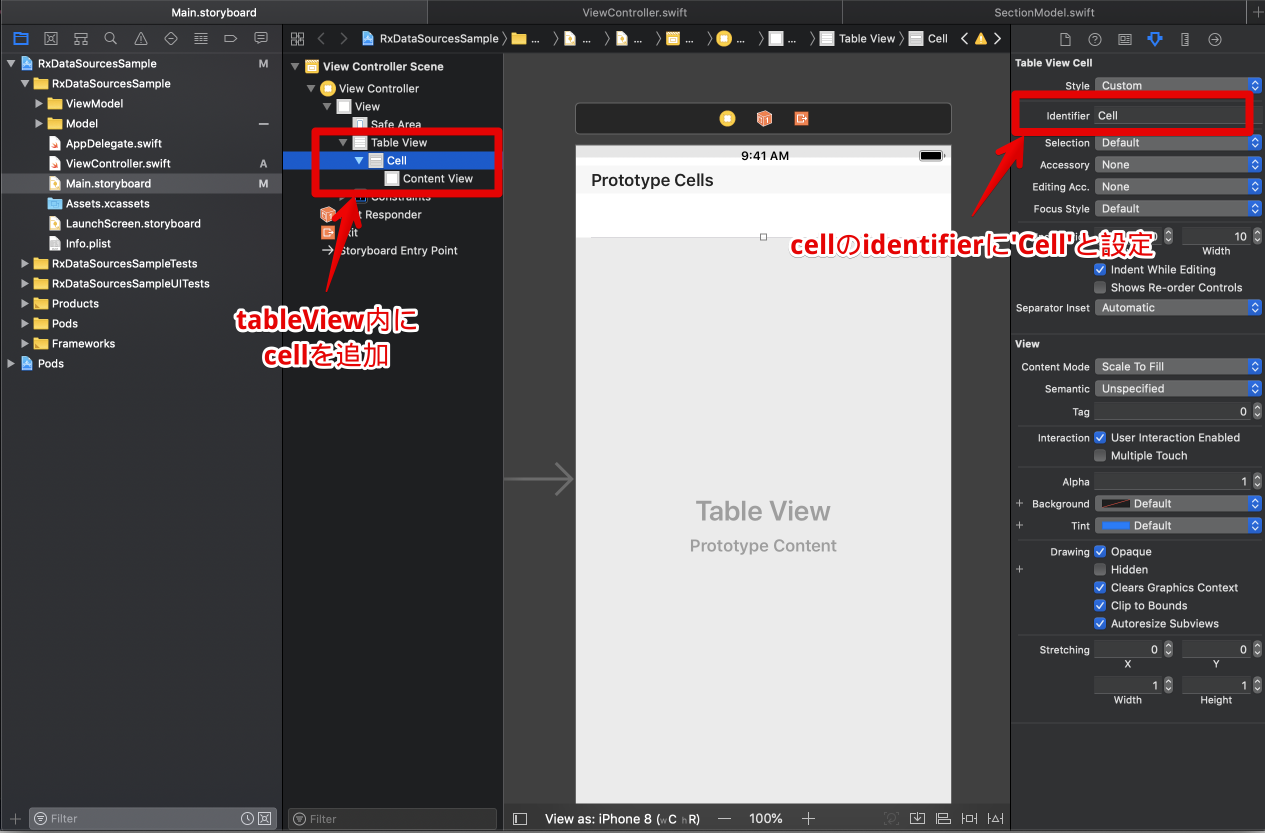 Main.storyboard
ViewController.swift
SectionModel.swift
RxDataSourcesSample
...
...
...
...
...
...
Table View
Cell
RxDataSourcesSample M
RxDataSourcesSample
ViewModel
Model
AppDelegate.swift
ViewController.swift A
Main.storyboard M
Assets.xcassets
LaunchScreen.storyboard
Info.plist
RxDataSourcesSampleTests
RxDataSourcesSampleUITests
Products
Pods
Frameworks
Pods
Filter
View Controller Scene
View Controller
View
Safe Area
Table View
Cell
Content View
Constraints
t Responder
xit
Storyboard Entry Point
tableView内に
cellを追加
Filter
9:41 AM
Prototype Cells
Table View
Prototype Content
View as: iPhone 8 (wC hR)
100%
Table View Cell
Style Custom
Identifier Cell
Selection Default
Accessory None
Editing Acc. None
Focus Style Default
cellのidentifierに'Cell'と設定
0 10
Width
Indent While Editing
Shows Re-order Controls
Separator Inset Automatic
View
Content Mode Scale To Fill
Semantic Unspecified
Tag 0
Interaction User Interaction Enabled
Multiple Touch
Alpha 1
Background Default
Tint Default
Drawing Opaque
Hidden
Clears Graphics Context
Clip to Bounds
Autoresize Subviews
Stretching 0 0
X Y
1 1
Width Height